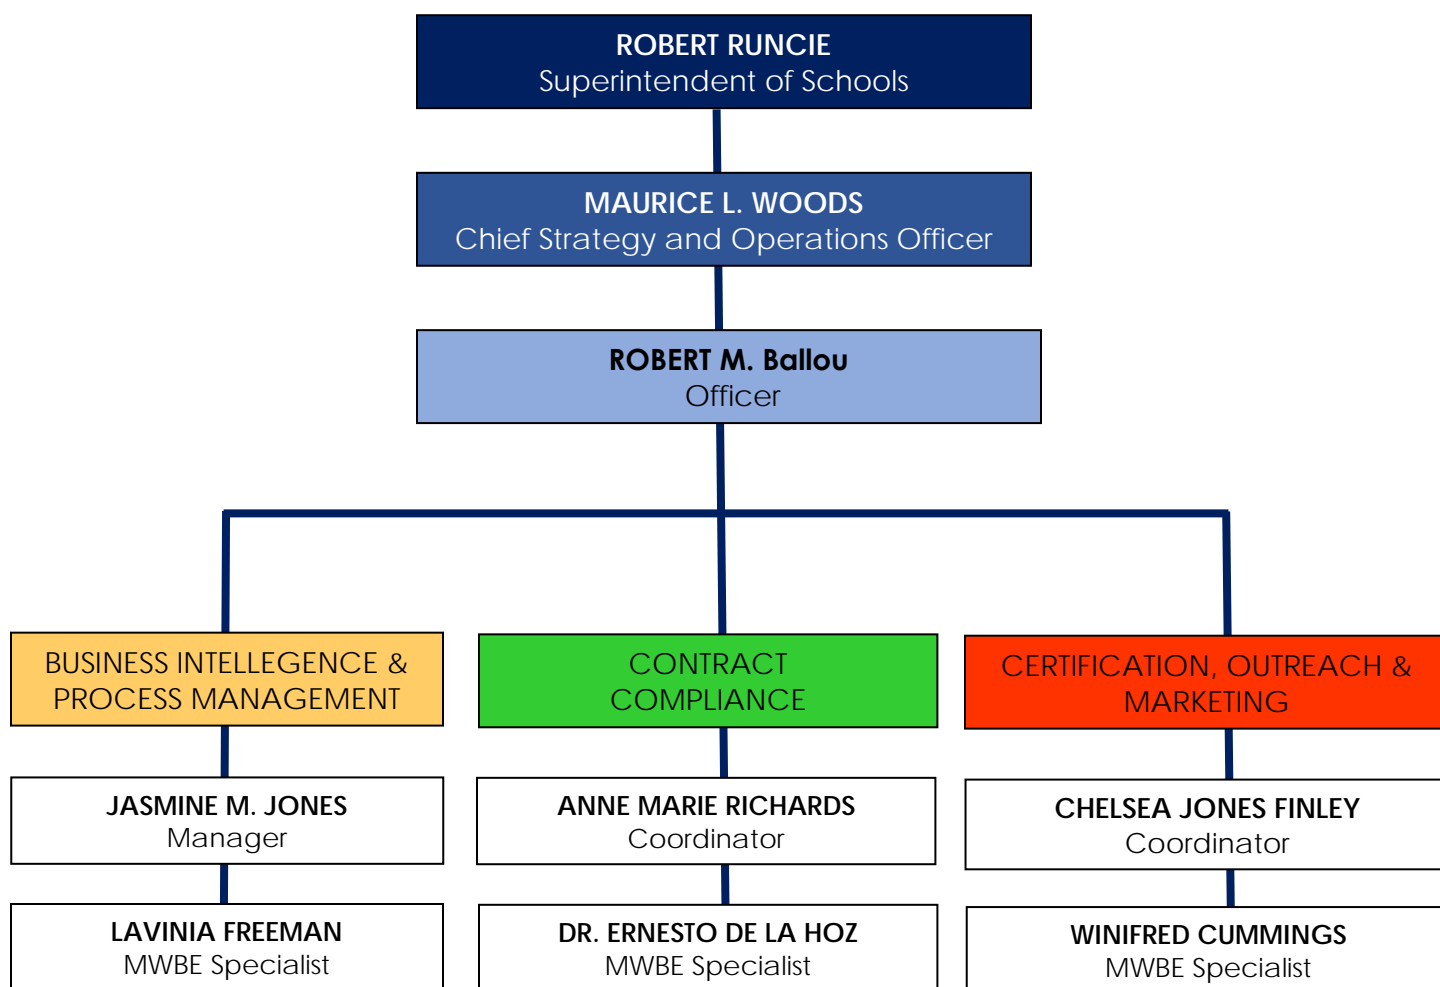 ROBERT RUNCIE
Superintendent of Schools
MAURICE L. WOODS
Chief Strategy and Operations Officer
ROBERT M. Ballou
Officer
BUSINESS INTELLEGENCE &
PROCESS MANAGEMENT
CONTRACT
COMPLIANCE
CERTIFICATION, OUTREACH &
MARKETING
JASMINE M. JONES
Manager
ANNE MARIE RICHARDS
Coordinator
CHELSEA JONES FINLEY
Coordinator
LAVINIA FREEMAN
MWBE Specialist
DR. ERNESTO DE LA HOZ
MWBE Specialist
WINIFRED CUMMINGS
MWBE Specialist